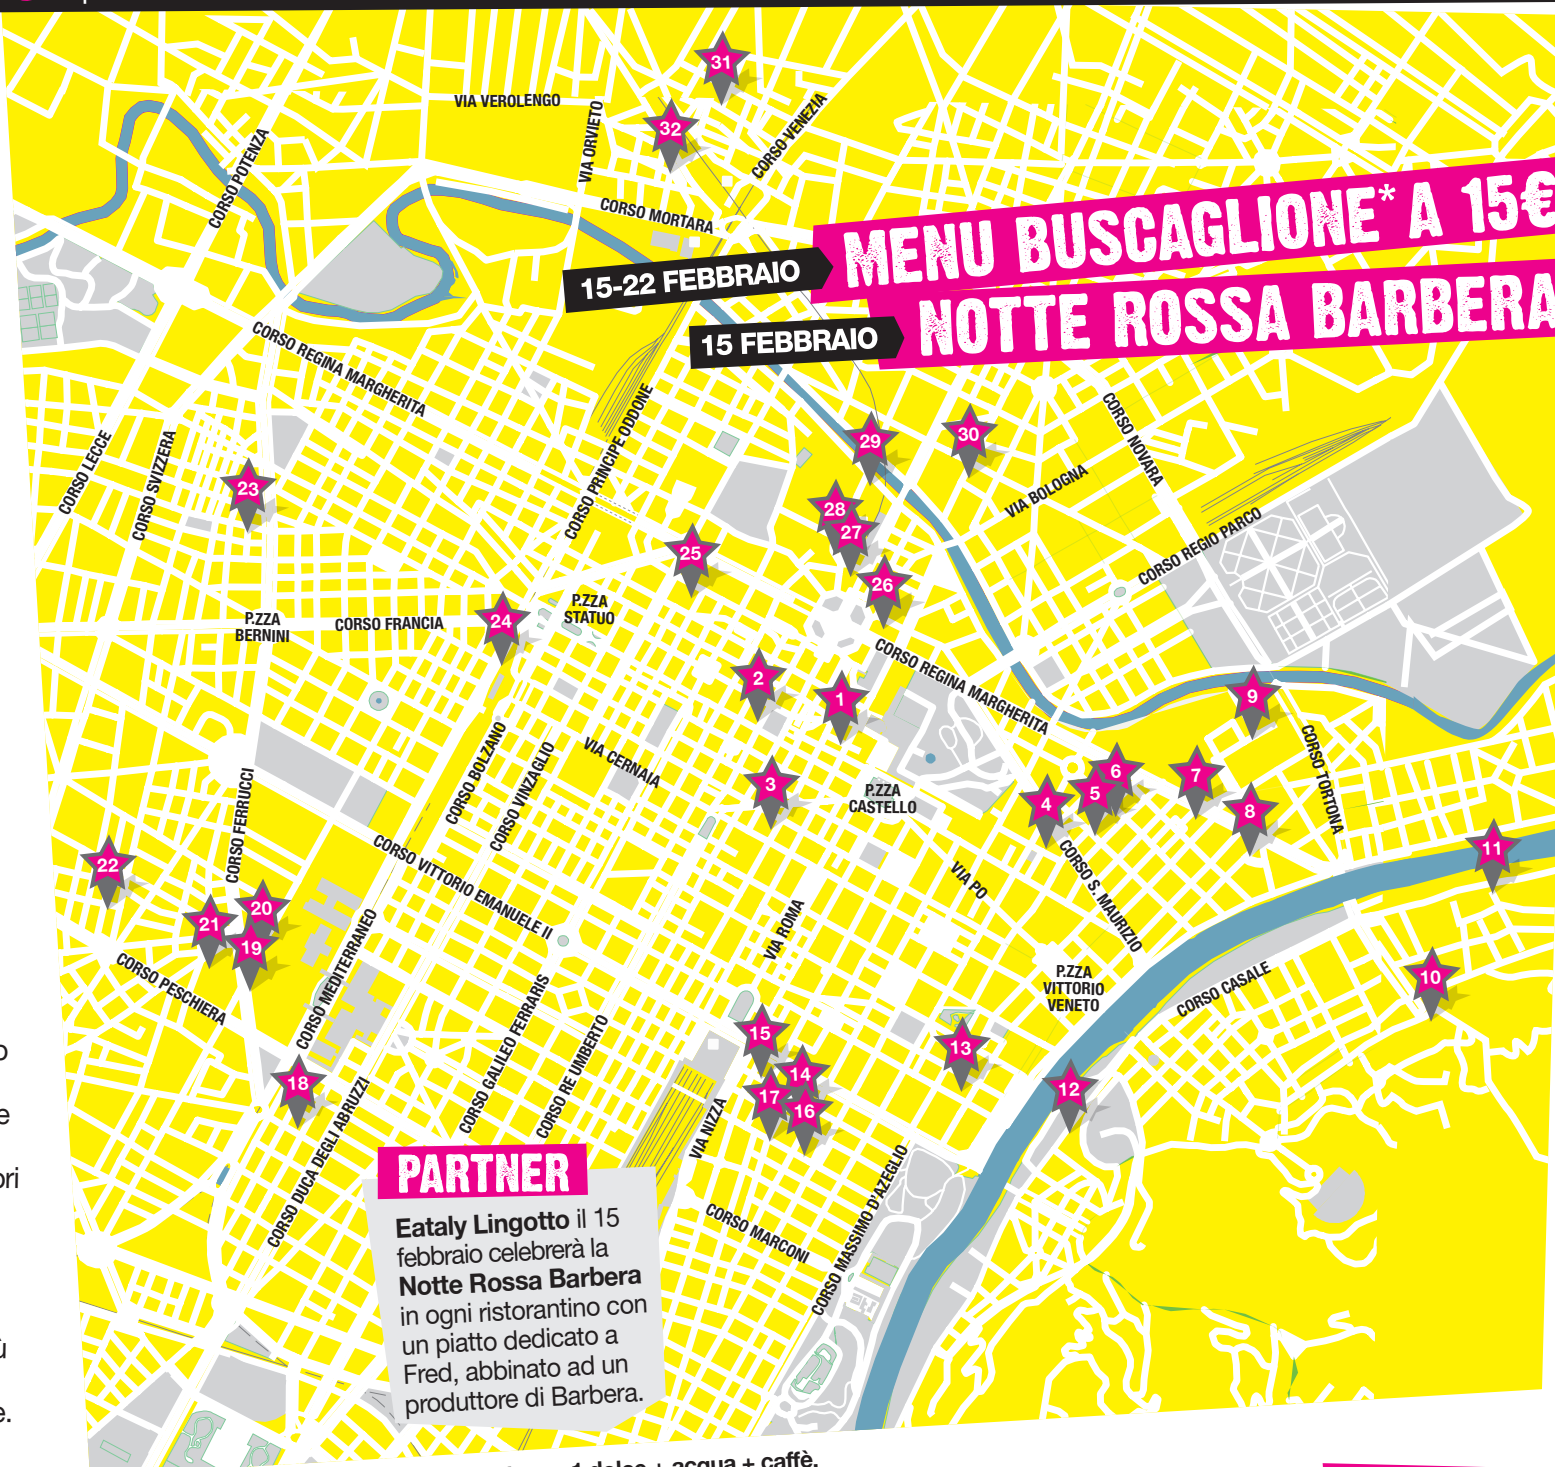 31
VIA VEROLENGO
VIA ORVIETO
32
CORSO VENEZIA
CORSO POTENZA
CORSO MORTARA
MENU BUSCAGLIONE* A 15€
15-22 FEBBRAIO
NOTTE ROSSA BARBERA
15 FEBBRAIO
CORSO REGINA MARGHERITA
CORSO PRINCIPE ODDONE
CORSO NOVARA
29
30
CORSO LECCE
CORSO SVIZZERA
23
VIA BOLOGNA
28
27
25
CORSO REGIO PARCO
26
P.ZZA
STATUO
24
P.ZZA
BERNINI
CORSO FRANCIA
CORSO REGINA MARGHERITA
2
1
9
CORSO BOLZANO
CORSO VINZAGLIO
VIA CERNAIA
CORSO TORTONA
3
P.ZZA
CASTELLO
6
5
4
7
8
CORSO FERRUCCI
11
22
CORSO VITTORIO EMANUELE II
VIA PO
CORSO S. MAURIZIO
20
21
19
VIA ROMA
CORSO PESCHIERA
CORSO MEDITERRANEO
P.ZZA
VITTORIO
VENETO
CORSO CASALE
10
CORSO GALILEO FERRARIS
CORSO RE UMBERTO
15
13
14
17
16
12
18
CORSO DUCA DEGLI ABRUZZI
VIA NIZZA
CORSO MASSIMO D'AZEGLIO
CORSO MARCONI
PARTNER
Eataly Lingotto il 15
febbraio celebrerà la
Notte Rossa Barbera
in ogni ristorantino con
un piatto dedicato a
Fred, abbinato ad un
produttore di Barbera.
+ acqua + caffè.